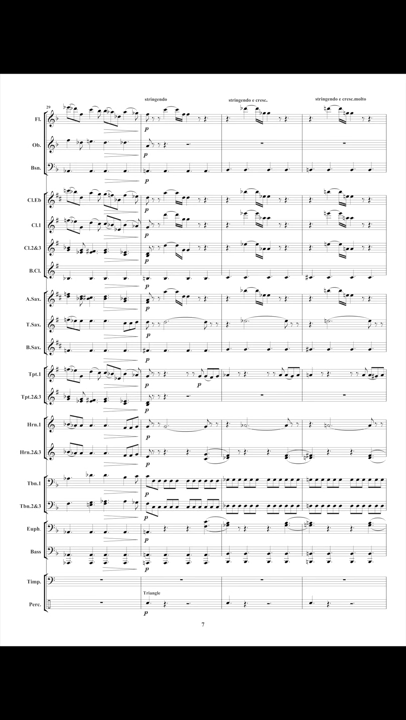 stringendo
stringendo e cresc.
stringendo e cresc.molto
29
Fl.
p
Ob.
p
Bsn.
p
Cl.Eb
p
Cl.1
p
Cl.2&3
p
B.Cl.
p
A.Sax.
p
T.Sax.
p
B.Sax.
p
Tpt.1
p
p
Tpt.2&3
p
Hrn.1
p
Hrn.2&3
p
Tbn.1
p
Tbn.2&3
p
Euph
p
Bass
p
Timp.
Triangle
Perc.
p
7